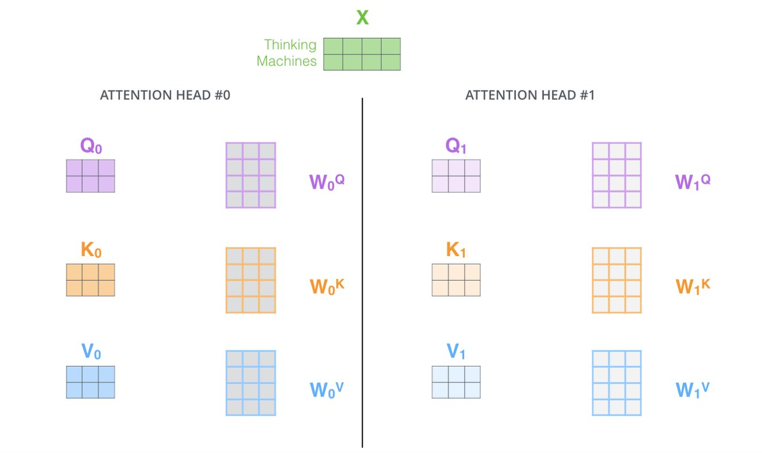 X
Thinking
Machines
ATTENTION HEAD #0
ATTENTION HEAD #1
Q₀
W₀Q
Q₁
W₁Q
K₀
W₀K
K₁
W₁K
V₀
W₀V
V₁
W₁V